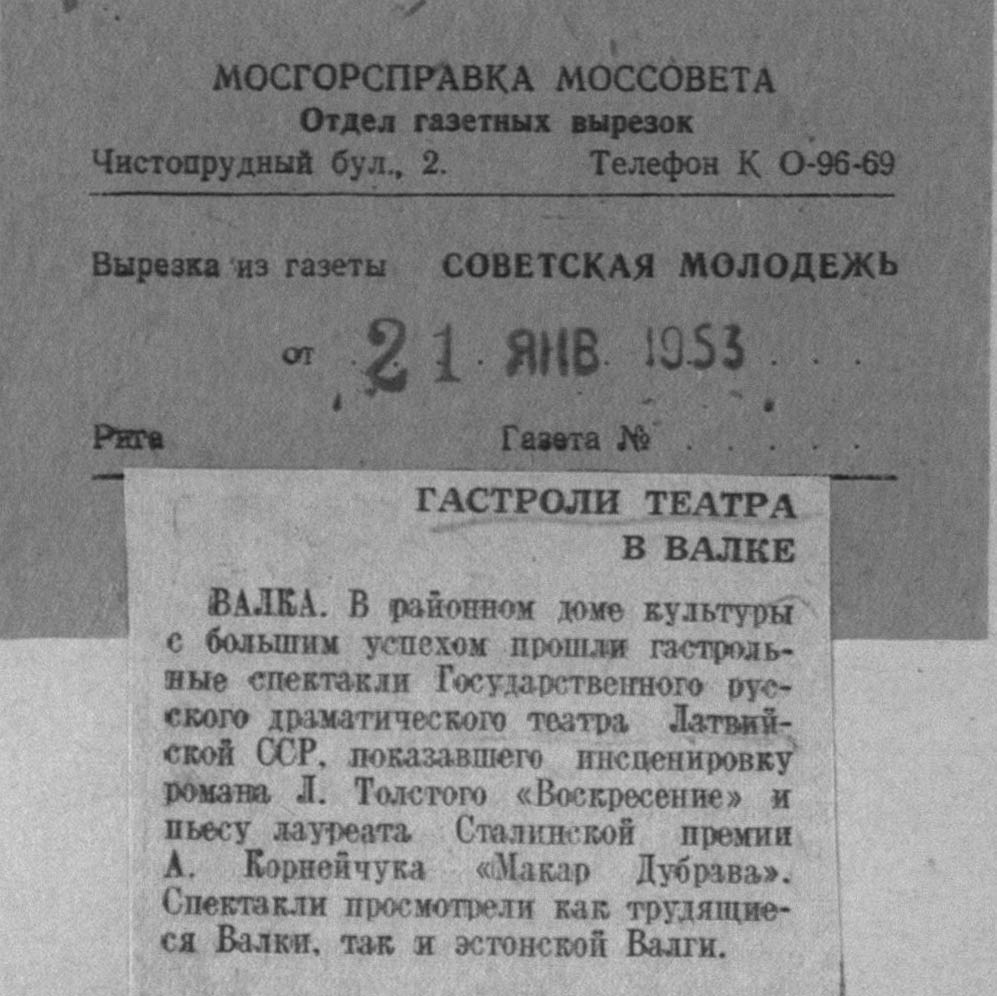 МОСГОРСПРАВКА МОССОВЕТА
Отдел газетных вырезок
Чистопрудный бул., 2. Телефон К 0-96-69
Вырезка из газеты СОВЕТСКАЯ МОЛОДЕЖЬ
от 21 ЯНВ 1953
Рига Газета №
ГАСТРОЛИ ТЕАТРА
В ВАЛКЕ
ВАЛКА. В районном доме культуры
с большим успехом прошли гастроль-
ные спектакли Государственного рус-
ского драматического театра Латвий-
ской ССР, показавшего инсценировку
романа Л. Толстого «Воскресение» и
пьесу лауреата Сталинской премии
А. Корнейчука «Макар Дубрава».
Спектакли просмотрели как трудящие-
ся Валки, так и эстонской Валги.